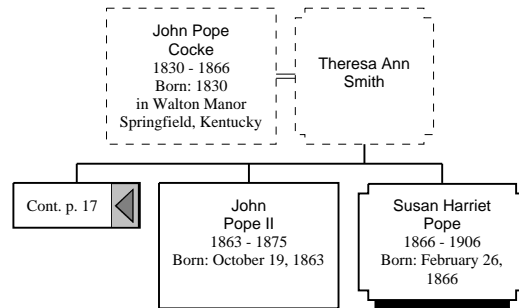 John Pope
Cocke
1830 - 1866
Born: 1830
in Walton Manor
Springfield, Kentucky
Theresa Ann
Smith
Cont. p. 17
John
Pope II
1863 - 1875
Born: October 19, 1863
Susan Harriet
Pope
1866 - 1906
Born: February 26,
1866